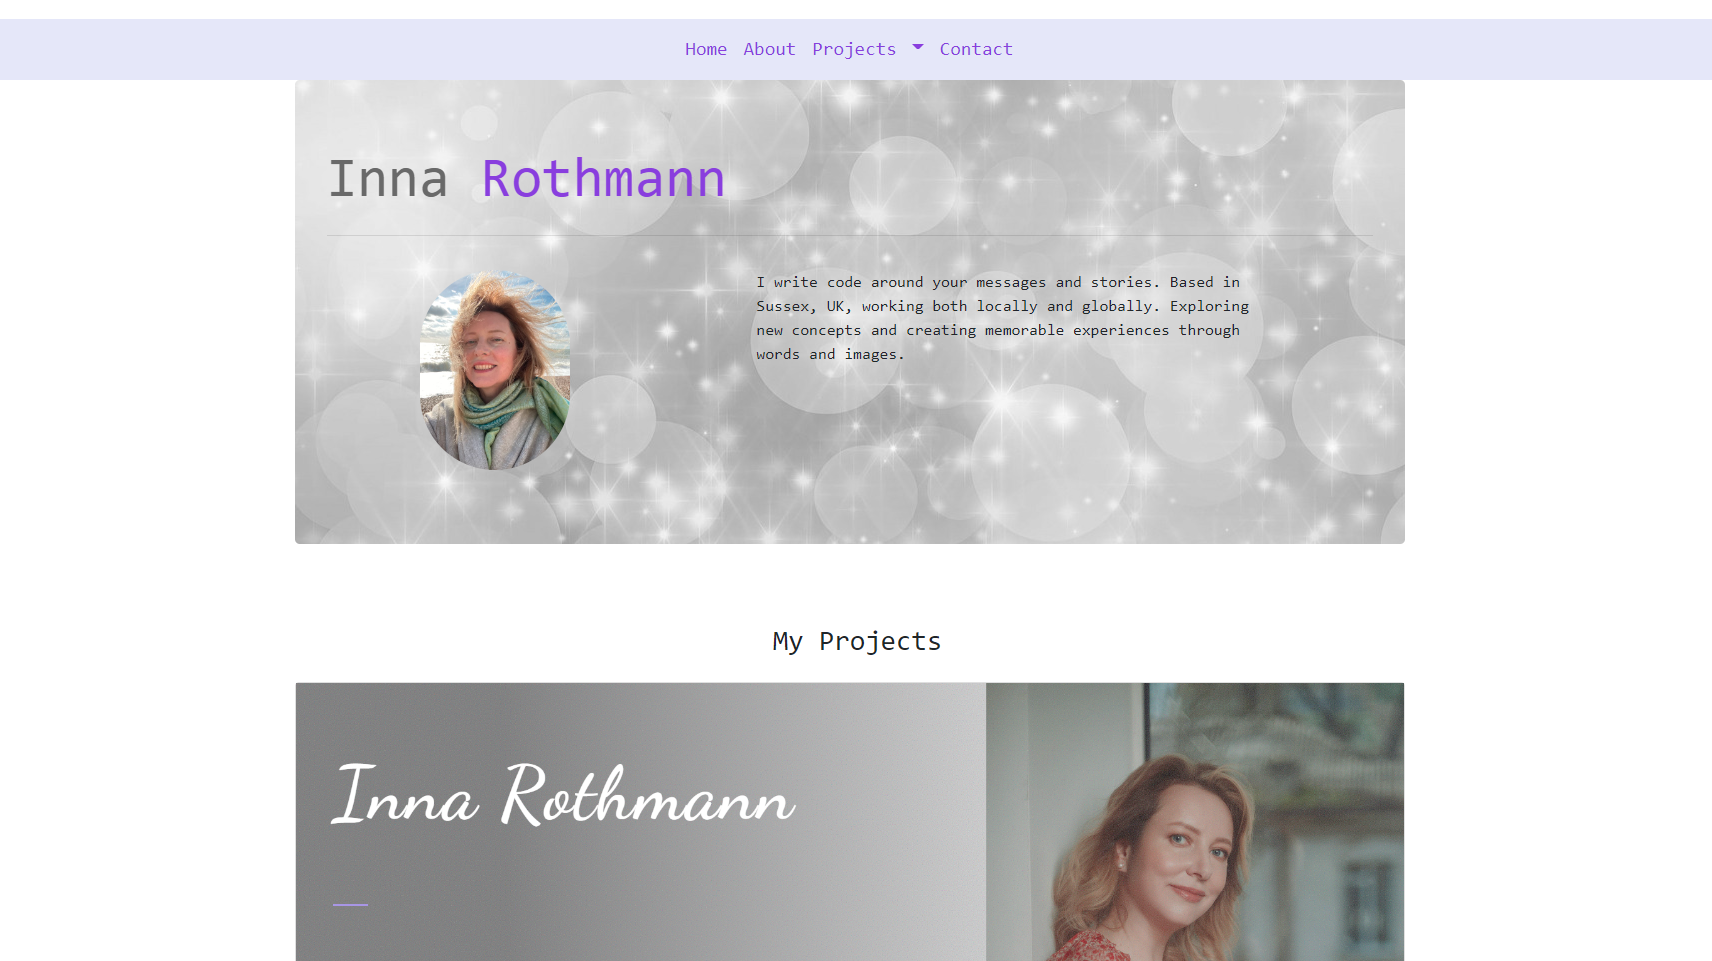 Home About Projects Contact
Inna Rothmann
I write code around your messages and stories. Based in
Sussex, UK, working both locally and globally. Exploring
new concepts and creating memorable experiences through
words and images.
My Projects
Inna Rothmann